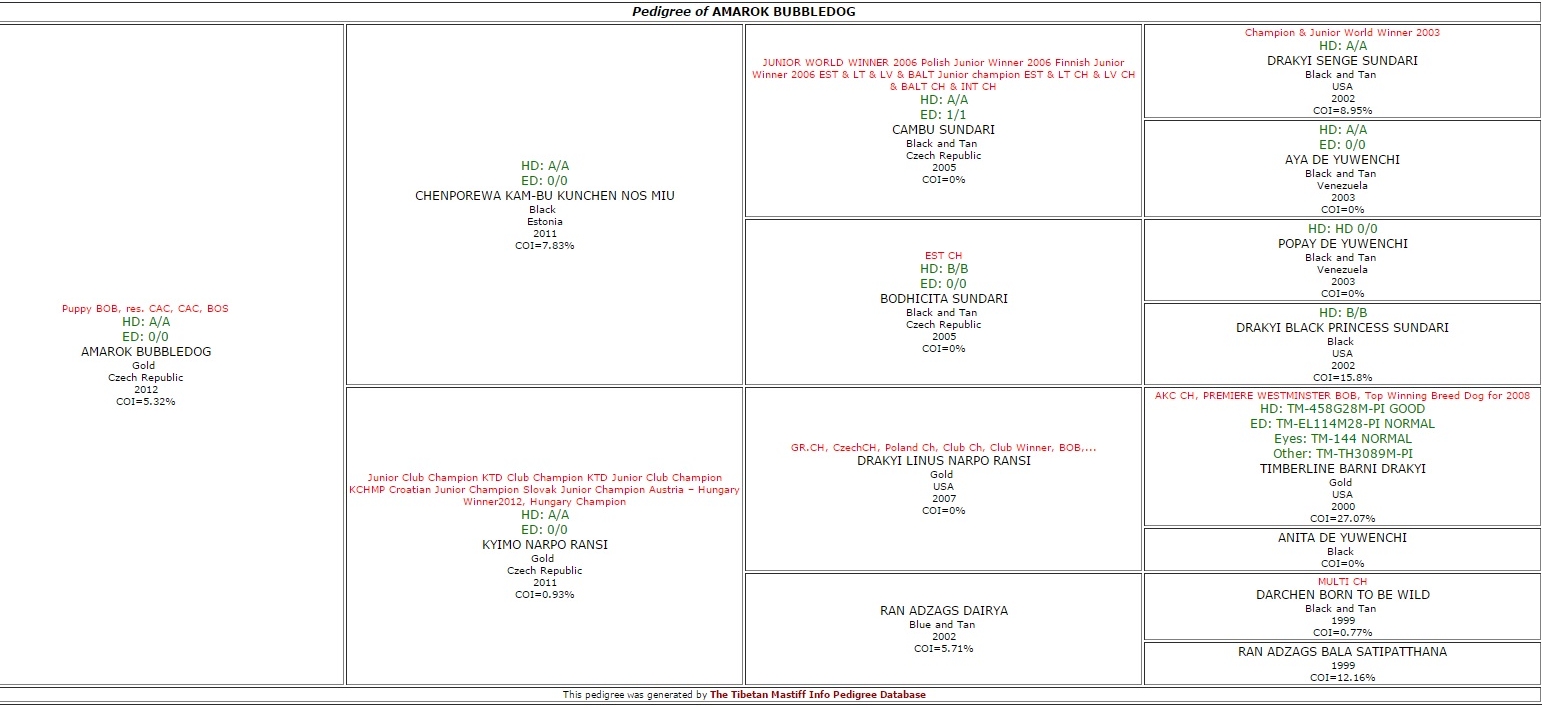 Pedigree of AMAROK BUBBLEDOG
Puppy BOB, res. CAC, CAC, BOS
HD: A/A
ED: 0/0
AMAROK BUBBLEDOG
Gold
Czech Republic
2012
COI=5.32%
HD: A/A
ED: 0/0
CHENPOREWA KAM-BU KUNCHEN NOS MIU
Black
Estonia
2011
COI=7.83%
JUNIOR WORLD WINNER 2006 Polish Junior Winner 2006 Finnish Junior
Winner 2006 EST & LT & LV & BALT Junior champion EST & LT CH & LV CH
& BALT CH & INT CH
HD: A/A
ED: 1/1
CAMBU SUNDARI
Black and Tan
Czech Republic
2005
COI=0%
Champion & Junior World Winner 2003
HD: A/A
DRAKYI SENGE SUNDARI
Black and Tan
USA
2002
COI=8.95%
HD: A/A
ED: 0/0
AYA DE YUWENCHI
Black and Tan
Venezuela
2003
COI=0%
EST CH
HD: B/B
ED: 0/0
BODHICITA SUNDARI
Black and Tan
Czech Republic
2005
COI=0%
HD: HD 0/0
POPAY DE YUWENCHI
Black and Tan
Venezuela
2003
COI=0%
HD: B/B
DRAKYI BLACK PRINCESS SUNDARI
Black
USA
2002
COI=15.8%
Junior Club Champion KTD Club Champion KTD Junior Club Champion
KCHMP Croatian Junior Champion Slovak Junior Champion Austria – Hungary
Winner2012, Hungary Champion
HD: A/A
ED: 0/0
KYIMO NARPO RANSI
Gold
Czech Republic
2011
COI=0.93%
GR.CH, CzechCH, Poland Ch, Club Ch, Club Winner, BOB,...
DRAKYI LINUS NARPO RANSI
Gold
USA
2007
COI=0%
AKC CH, PREMIERE WESTMINSTER BOB, Top Winning Breed Dog for 2008
HD: TM-458G28M-PI GOOD
ED: TM-EL114M28-PI NORMAL
Eyes: TM-144 NORMAL
Other: TM-TH3089M-PI
TIMBERLINE BARNI DRAKYI
Gold
USA
2000
COI=27.07%
ANITA DE YUWENCHI
Black
COI=0%
RAN ADZAGS DAIRYA
Blue and Tan
2002
COI=5.71%
MULTI CH
DARCHEN BORN TO BE WILD
Black and Tan
1999
COI=0.77%
RAN ADZAGS BALA SATIPATTHANA
1999
COI=12.16%
This pedigree was generated by The Tibetan Mastiff Info Pedigree Database